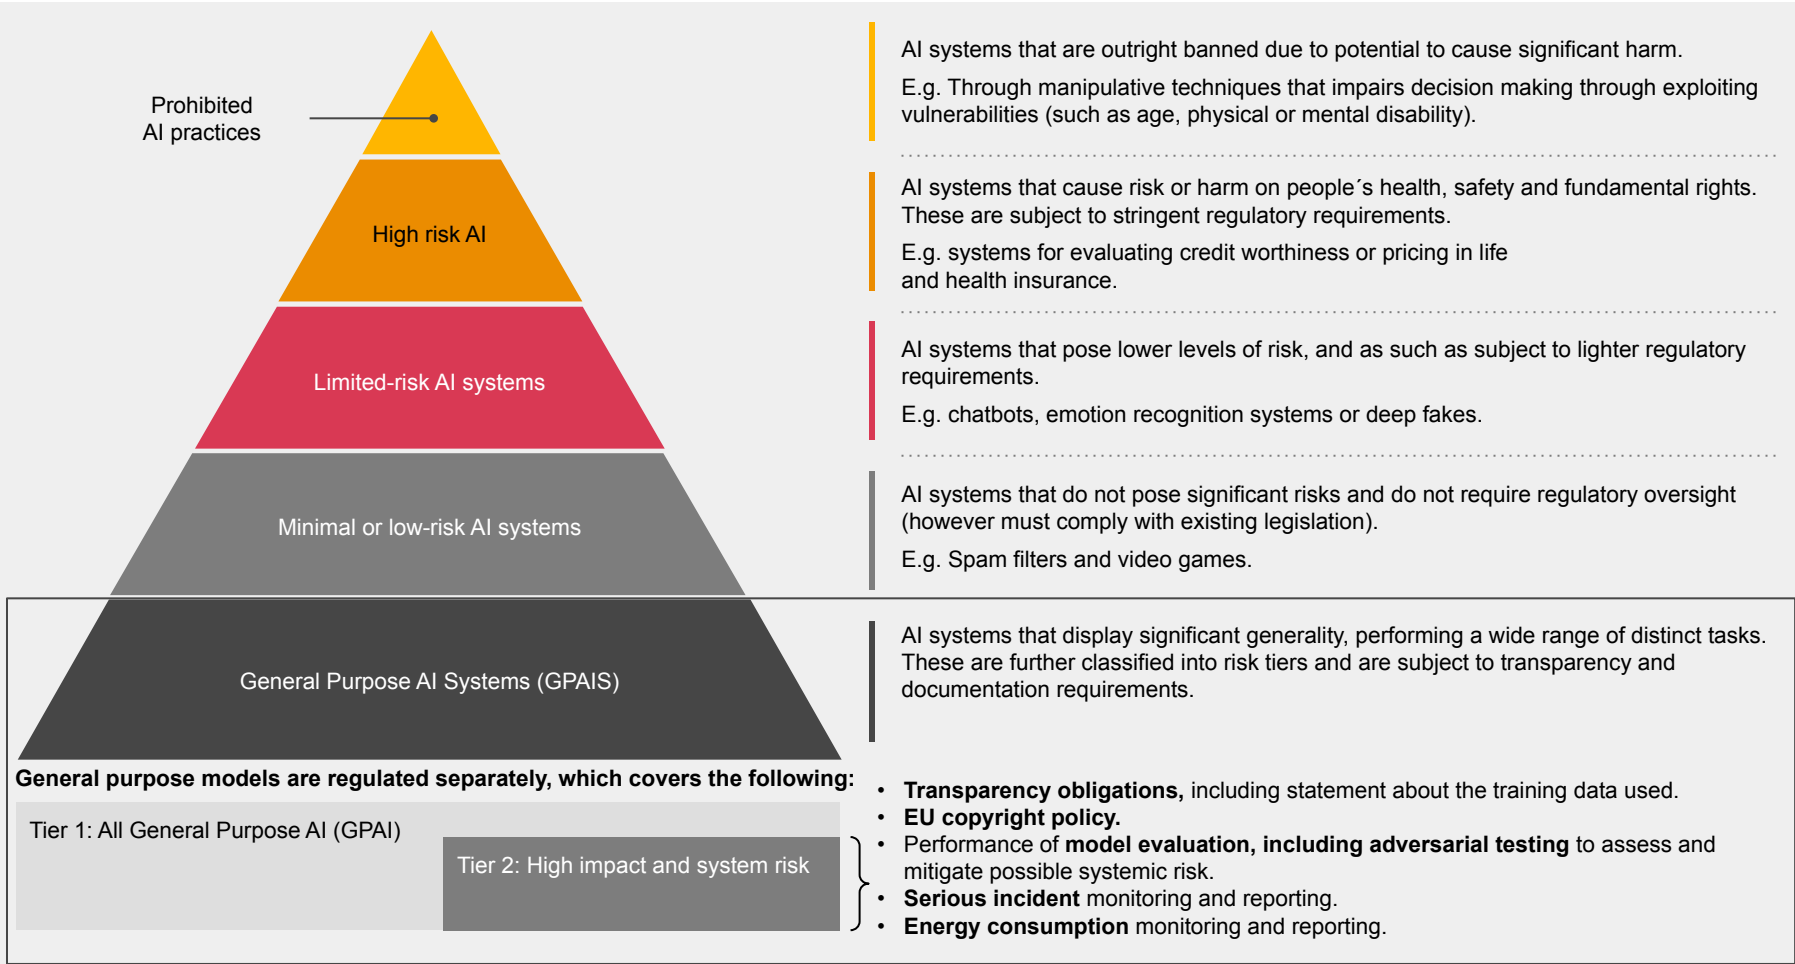 Prohibited
AI practices
AI systems that are outright banned due to potential to cause significant harm.
E.g. Through manipulative techniques that impairs decision making through exploiting
vulnerabilities (such as age, physical or mental disability).
High risk AI
AI systems that cause risk or harm on people´s health, safety and fundamental rights.
These are subject to stringent regulatory requirements.
E.g. systems for evaluating credit worthiness or pricing in life
and health insurance.
Limited-risk AI systems
AI systems that pose lower levels of risk, and as such as subject to lighter regulatory
requirements.
E.g. chatbots, emotion recognition systems or deep fakes.
Minimal or low-risk AI systems
AI systems that do not pose significant risks and do not require regulatory oversight
(however must comply with existing legislation).
E.g. Spam filters and video games.
General Purpose AI Systems (GPAIS)
AI systems that display significant generality, performing a wide range of distinct tasks.
These are further classified into risk tiers and are subject to transparency and
documentation requirements.
General purpose models are regulated separately, which covers the following:
Tier 1: All General Purpose AI (GPAI)
Tier 2: High impact and system risk
• Transparency obligations, including statement about the training data used.
• EU copyright policy.
• Performance of model evaluation, including adversarial testing to assess and
mitigate possible systemic risk.
• Serious incident monitoring and reporting.
• Energy consumption monitoring and reporting.